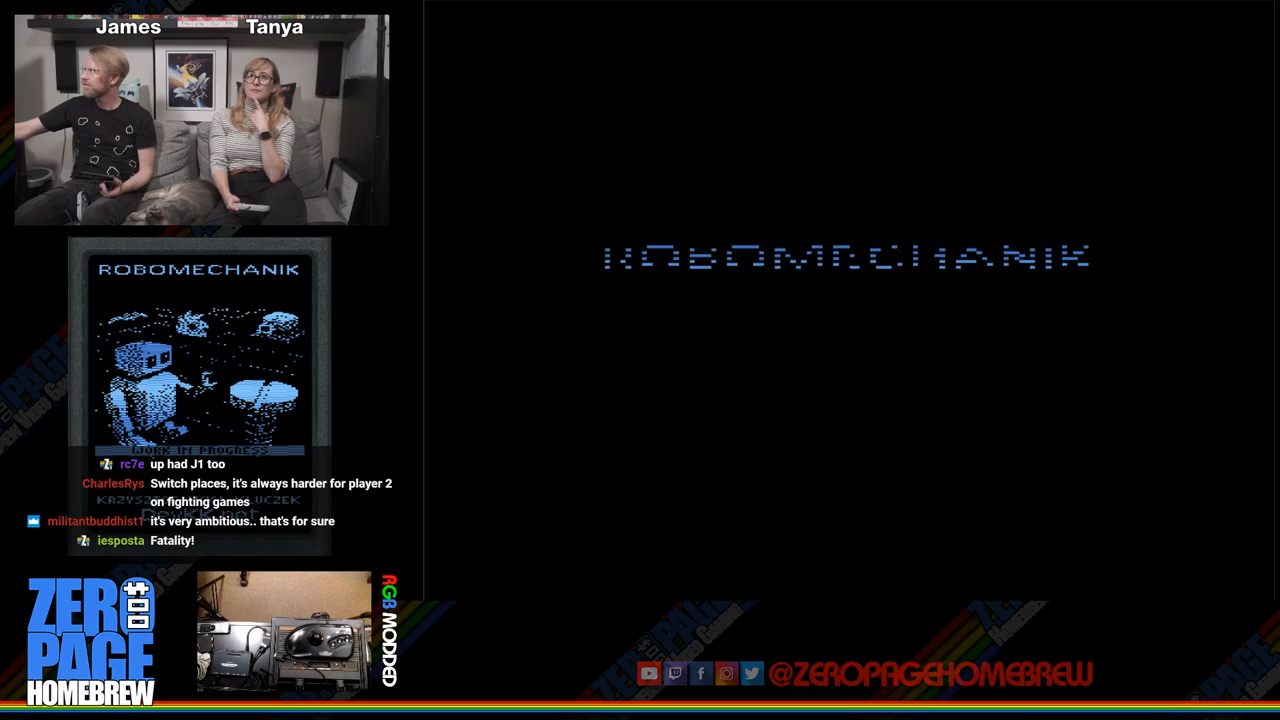 James
Tanya
ROBOMECHANIK
ROBOMECHANIK
WORK IN PROGRESS
rc7e up had J1 too
CharlesRys Switch places, it's always harder for player 2
on fighting games
militantbuddhist1 it's very ambitious.. that's for sure
iesposta Fatality!
DevKK.net
ZERO
PAGE
HOMEBREW
RGB MODDED
@ZEROPAGEHOMEBREW